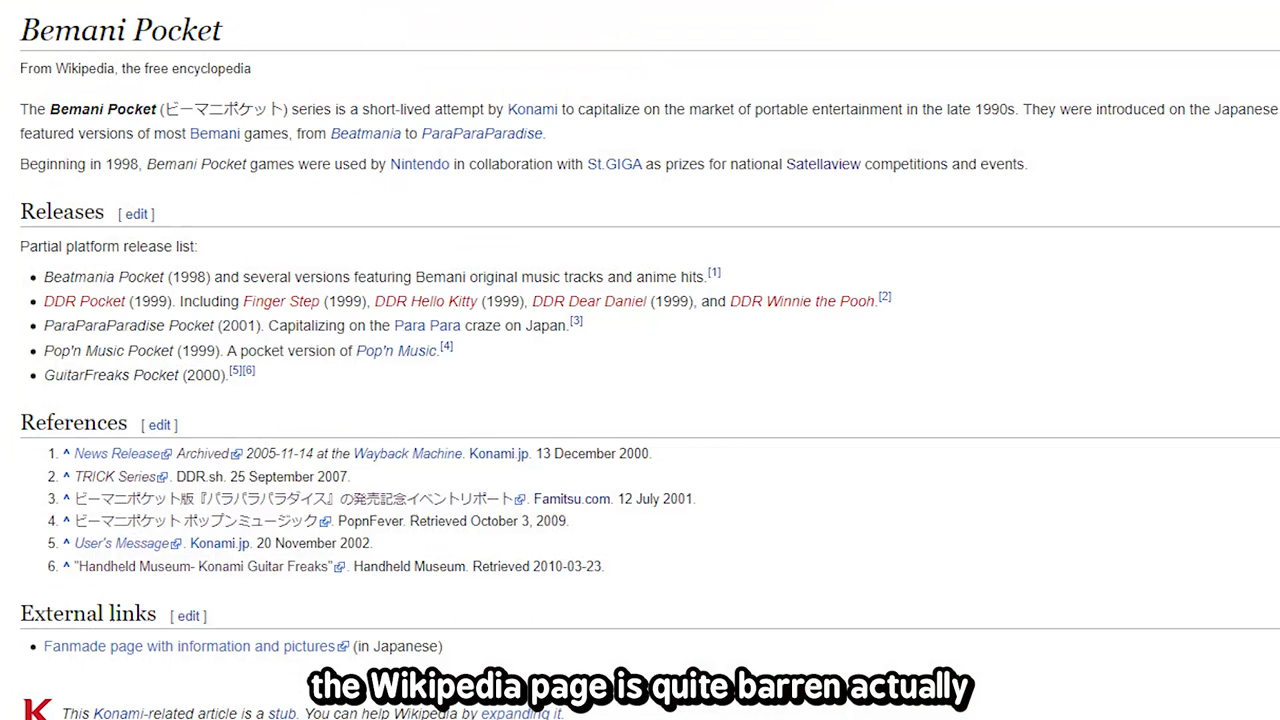 Bemani Pocket
From Wikipedia, the free encyclopedia
The Bemani Pocket (ビーマニポケット) series is a short-lived attempt by Konami to capitalize on the market of portable entertainment in the late 1990s. They were introduced on the Japanese
featured versions of most Bemani games, from Beatmania to ParaParaParadise.
Beginning in 1998, Bemani Pocket games were used by Nintendo in collaboration with St.GIGA as prizes for national Satellaview competitions and events.
Releases [ edit ]
Partial platform release list:
• Beatmania Pocket (1998) and several versions featuring Bemani original music tracks and anime hits.[1]
• DDR Pocket (1999). Including Finger Step (1999), DDR Hello Kitty (1999), DDR Dear Daniel (1999), and DDR Winnie the Pooh.[2]
• ParaParaParadise Pocket (2001). Capitalizing on the Para Para craze on Japan.[3]
• Pop'n Music Pocket (1999). A pocket version of Pop'n Music.[4]
• GuitarFreaks Pocket (2000).[5][6]
References [ edit ]
1. ^ News Release Archived 2005-11-14 at the Wayback Machine. Konami.jp. 13 December 2000.
2. ^ TRICK Series. DDR.sh. 25 September 2007.
3. ^ ビーマニポケット版『パラパラパラダイス』の発売記念イベントリポート. Famitsu.com. 12 July 2001.
4. ^ ビーマニポケット ポップンミュージック. PopnFever. Retrieved October 3, 2009.
5. ^ User's Message. Konami.jp. 20 November 2002.
6. ^ "Handheld Museum- Konami Guitar Freaks". Handheld Museum. Retrieved 2010-03-23.
External links [ edit ]
• Fanmade page with information and pictures (in Japanese)
the Wikipedia page is quite barren actually
This Konami-related article is a stub. You can help Wikipedia by expanding it.